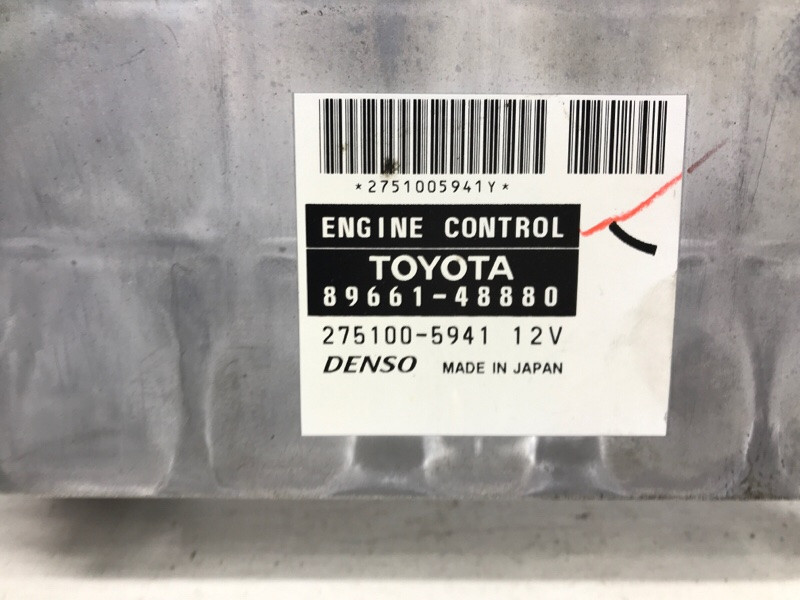 *2751005941Y*
ENGINE CONTROL
TOYOTA
89661-48880
275100-5941 12V
DENSO MADE IN JAPAN